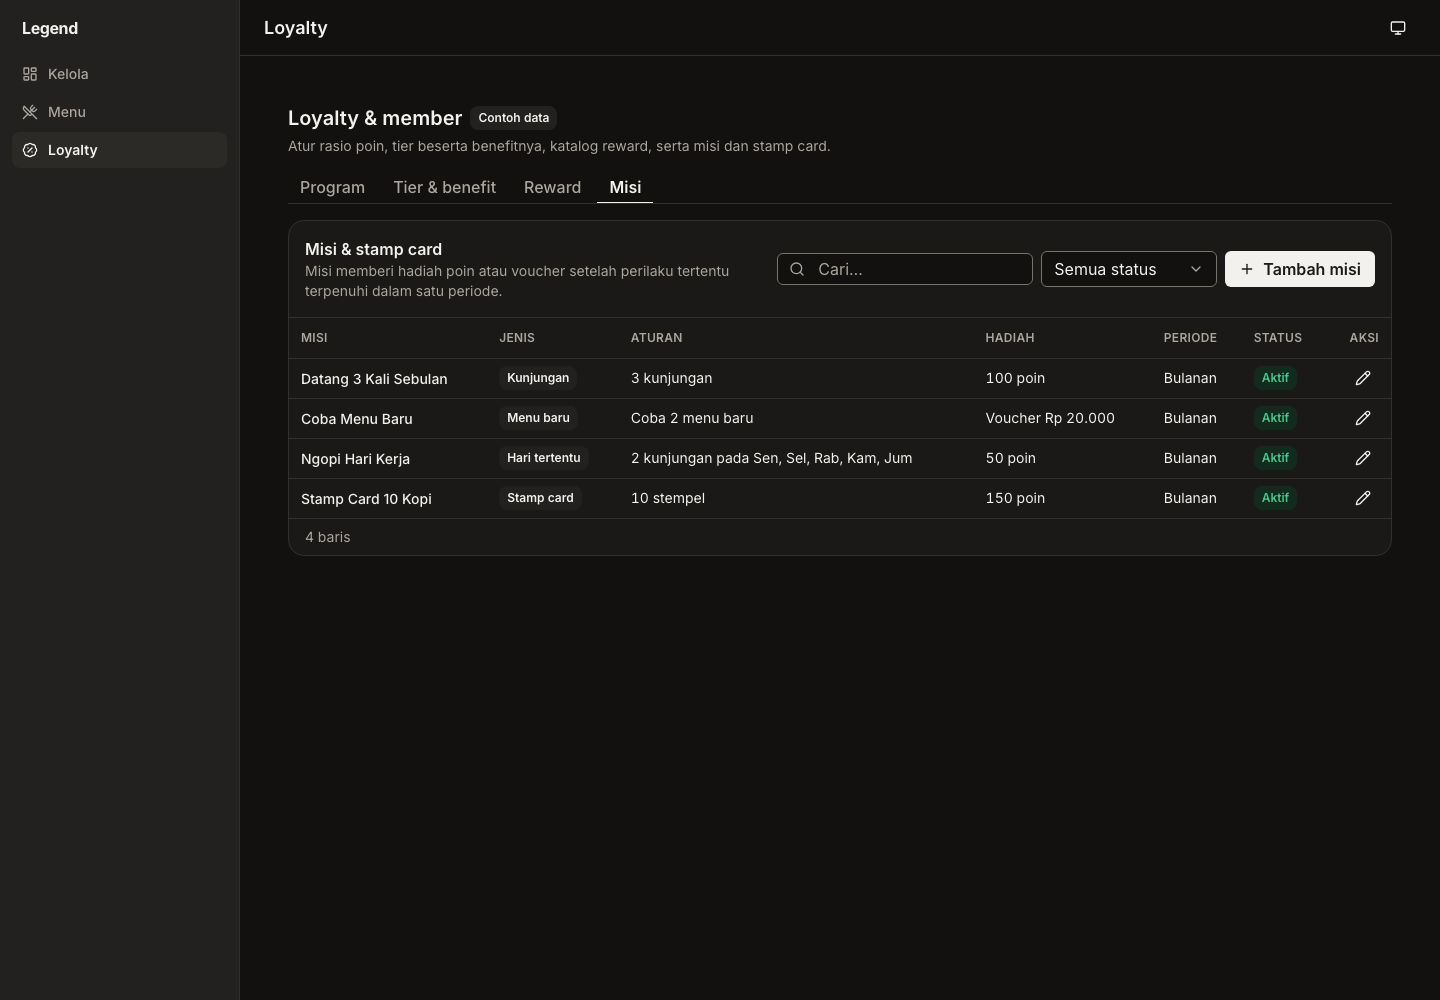 Legend
Kelola
Menu
Loyalty
Loyalty
Loyalty & member Contoh data
Atur rasio poin, tier beserta benefitnya, katalog reward, serta misi dan stamp card.
Program Tier & benefit Reward Misi
Misi & stamp card
Misi memberi hadiah poin atau voucher setelah perilaku tertentu
terpenuhi dalam satu periode.
Cari... Semua status Tambah misi
MISI JENIS ATURAN HADIAH PERIODE STATUS AKSI
Datang 3 Kali Sebulan Kunjungan 3 kunjungan 100 poin Bulanan Aktif
Coba Menu Baru Menu baru Coba 2 menu baru Voucher Rp 20.000 Bulanan Aktif
Ngopi Hari Kerja Hari tertentu 2 kunjungan pada Sen, Sel, Rab, Kam, Jum 50 poin Bulanan Aktif
Stamp Card 10 Kopi Stamp card 10 stempel 150 poin Bulanan Aktif
4 baris